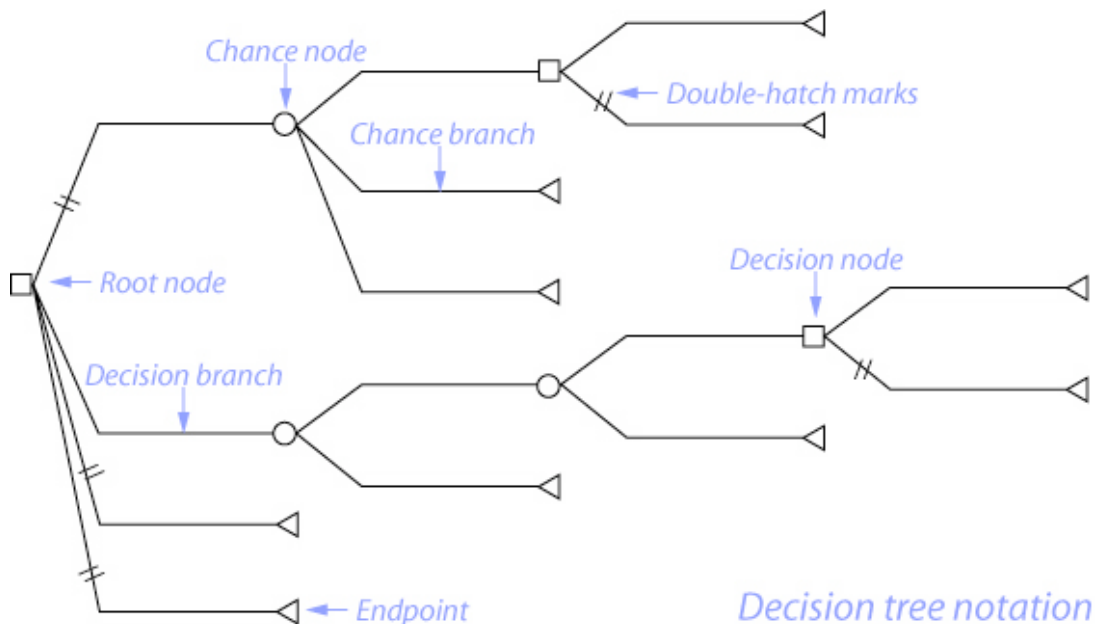 Chance node
Double-hatch marks
Chance branch
Decision node
Root node
Decision branch
Endpoint
Decision tree notation